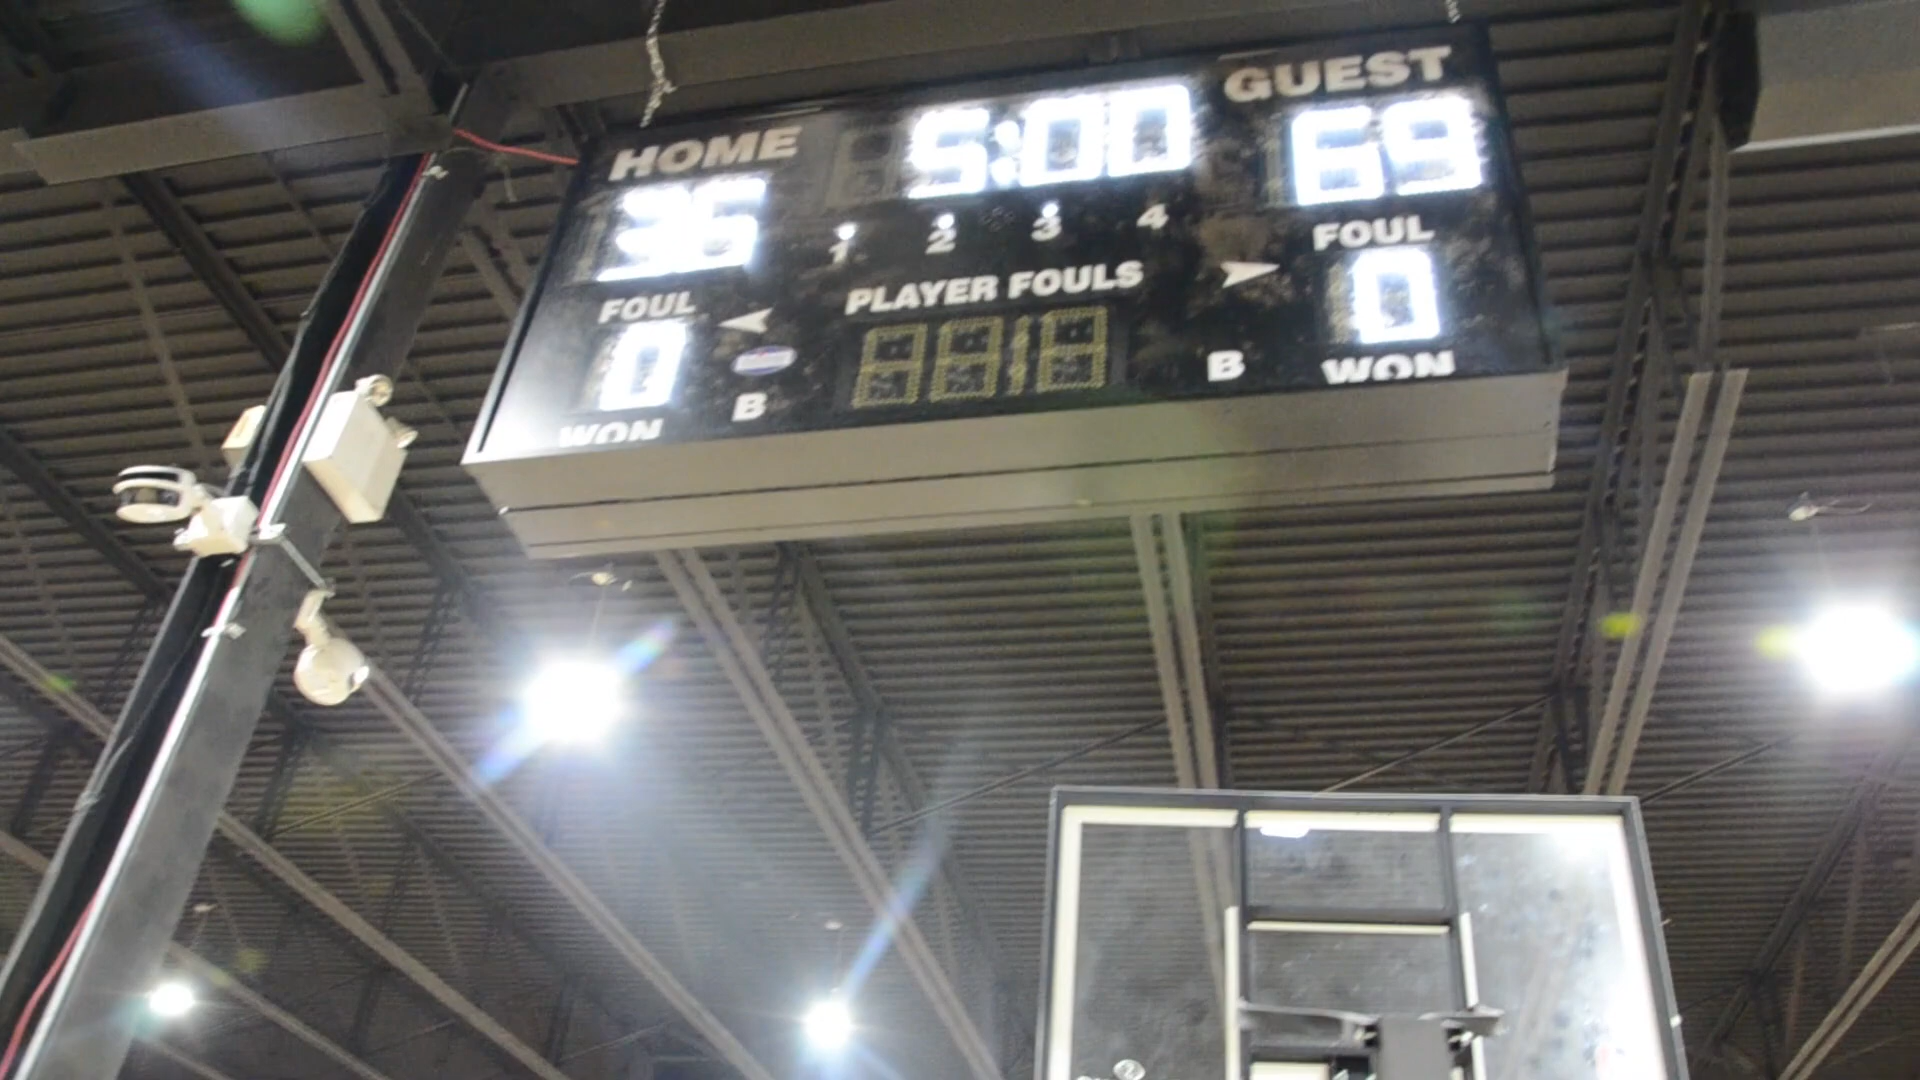 HOME 5:00 GUEST
36 69
1 2 3 4
FOUL PLAYER FOULS FOUL
0 0
B B
WON WON